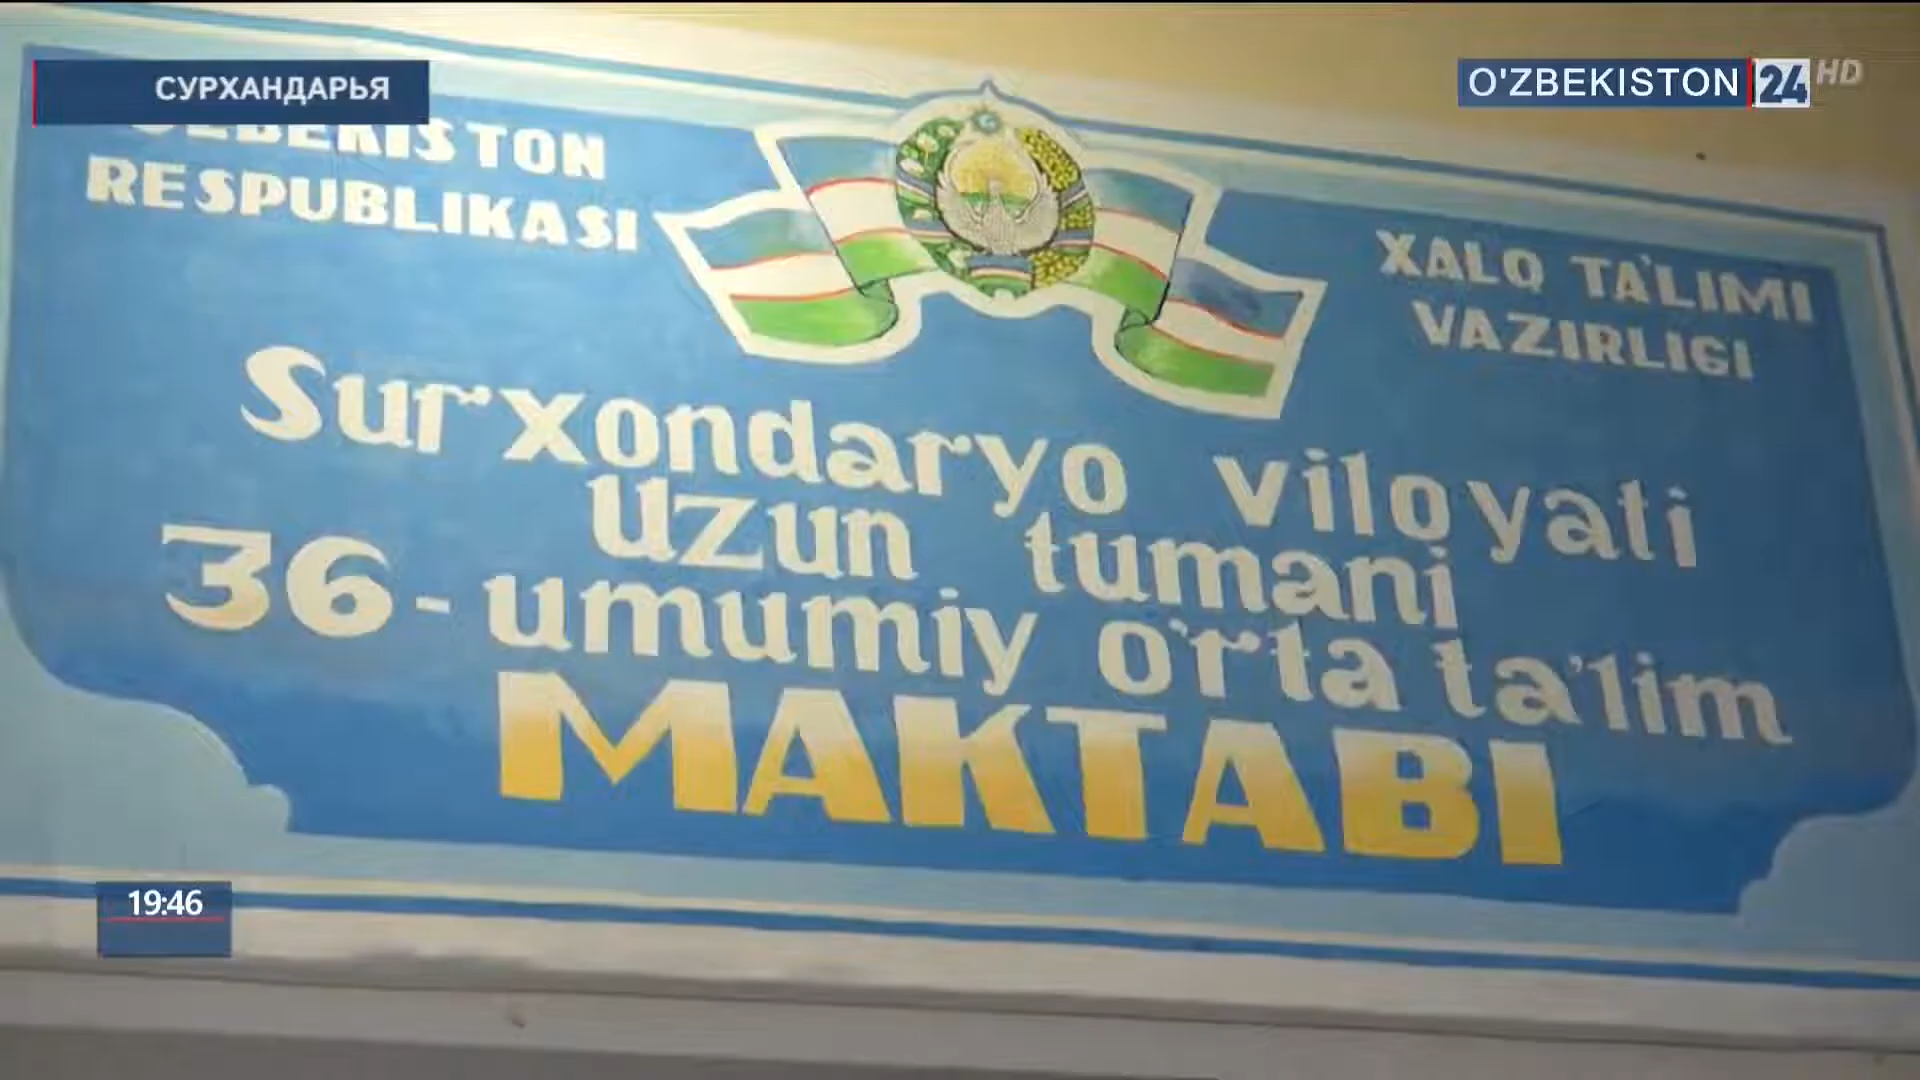 СУРХАНДАРЬЯ
O'ZBEKISTON 24 HD
O'ZBEKISTON
RESPUBLIKASI
XALQ TA'LIMI
VAZIRLIGI
Surxondaryo viloyati
uzun tumani
36-umumiy o'rta ta'lim
MAKTABI
19:46